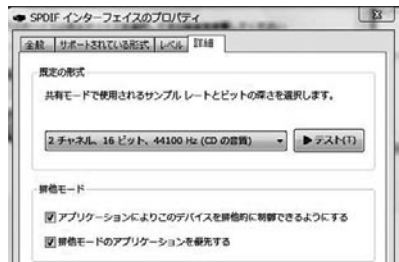 SPDIF インターフェイスのプロパティ
全般 サポートされている形式 レベル 詳細
既定の形式
共有モードで使用されるサンプル レートとビットの深さを選択します。
2 チャネル、16 ビット、44100 Hz (CD の音質) ▶テスト(T)
排他モード
アプリケーションによりこのデバイスを排他的に制御できるようにする
排他モードのアプリケーションを優先する